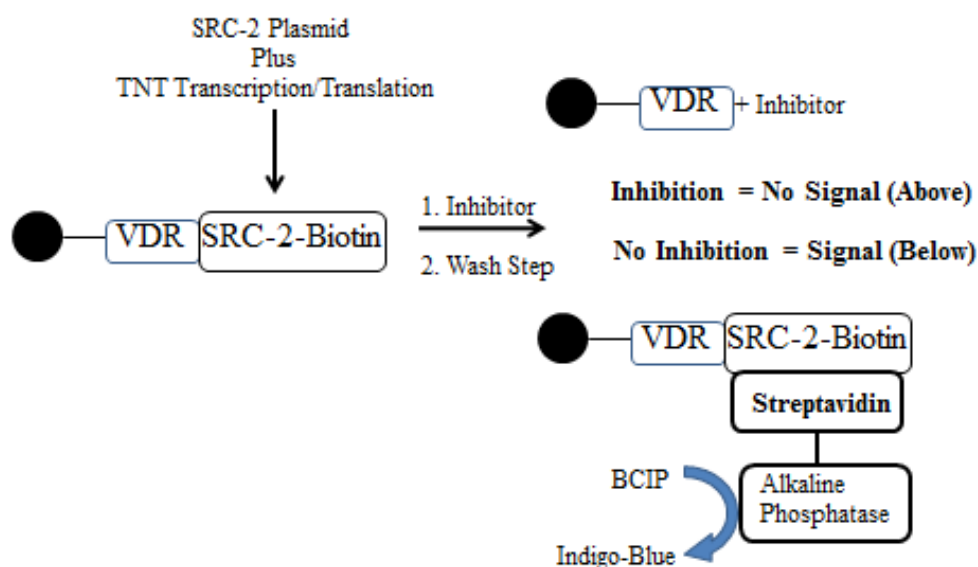 SRC-2 Plasmid
Plus
TNT Transcription/Translation
VDR
SRC-2-Biotin
1. Inhibitor
2. Wash Step
VDR + Inhibitor
Inhibition = No Signal (Above)
No Inhibition = Signal (Below)
VDR
SRC-2-Biotin
Streptavidin
BCIP
Alkaline
Phosphatase
Indigo-Blue